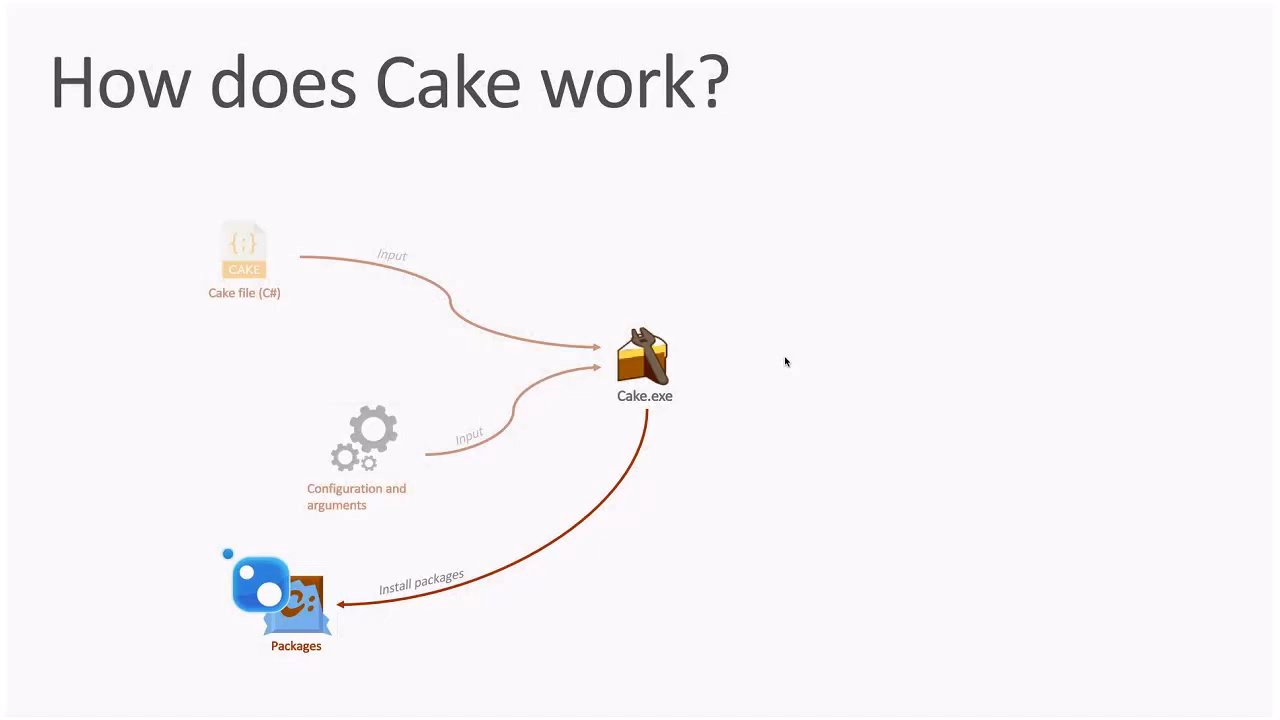 How does Cake work?
Input
{;}
CAKE
Cake file (C#)
Cake.exe
Input
Configuration and
arguments
Install packages
C:
Packages